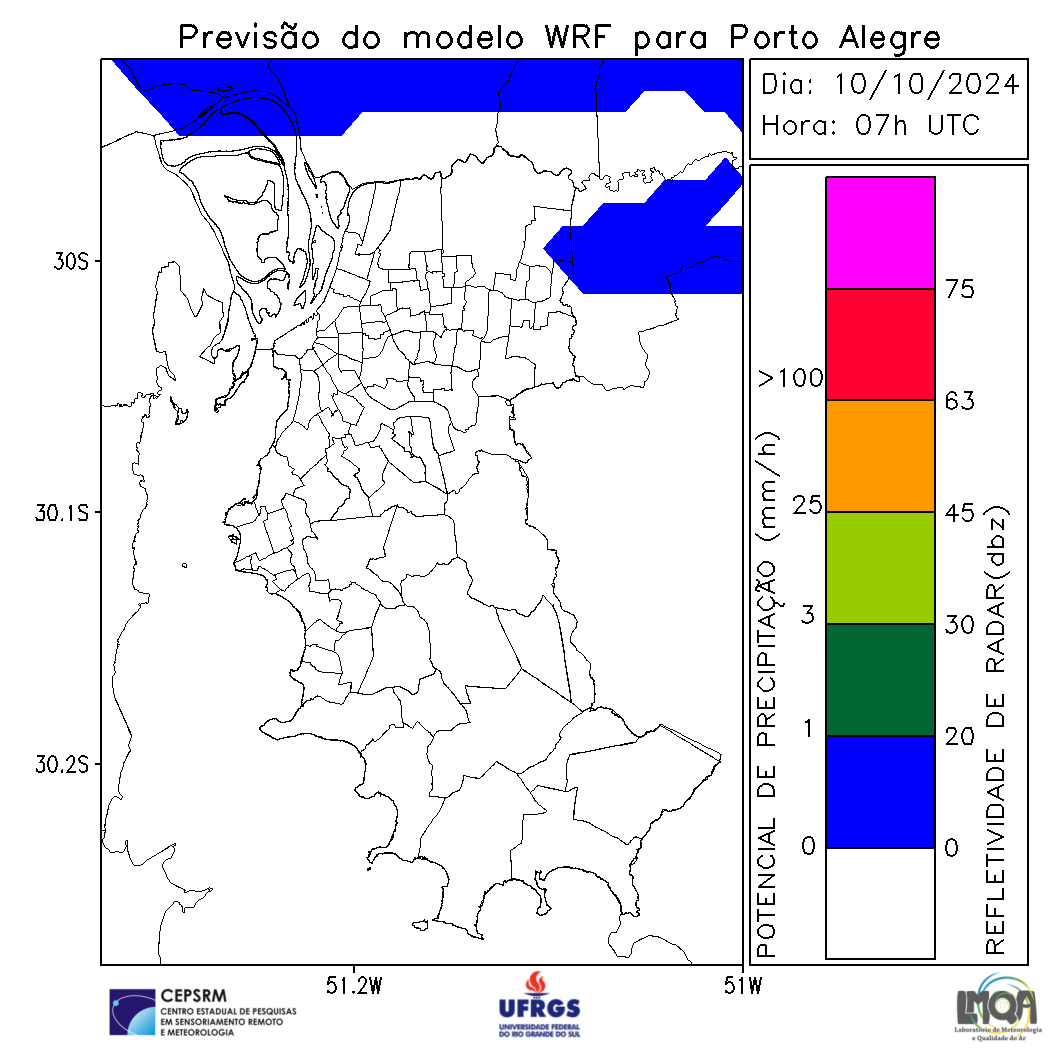 Previsão do modelo WRF para Porto Alegre
Dia: 10/10/2024
Hora: 07h UTC
30S
30.1S
30.2S
51.2W
51W
POTENCIAL DE PRECIPITAÇÃO (mm/h)
>100
25
3
1
0
75
63
45
30
20
0
REFLETIVIDADE DE RADAR(dbz)
CEPSRM
CENTRO ESTADUAL DE PESQUISAS
EM SENSORIAMENTO REMOTO
E METEOROLOGIA
UFRGS
UNIVERSIDADE FEDERAL
DO RIO GRANDE DO SUL
LMQA
Laboratório de Meteorologia
e Qualidade do Ar